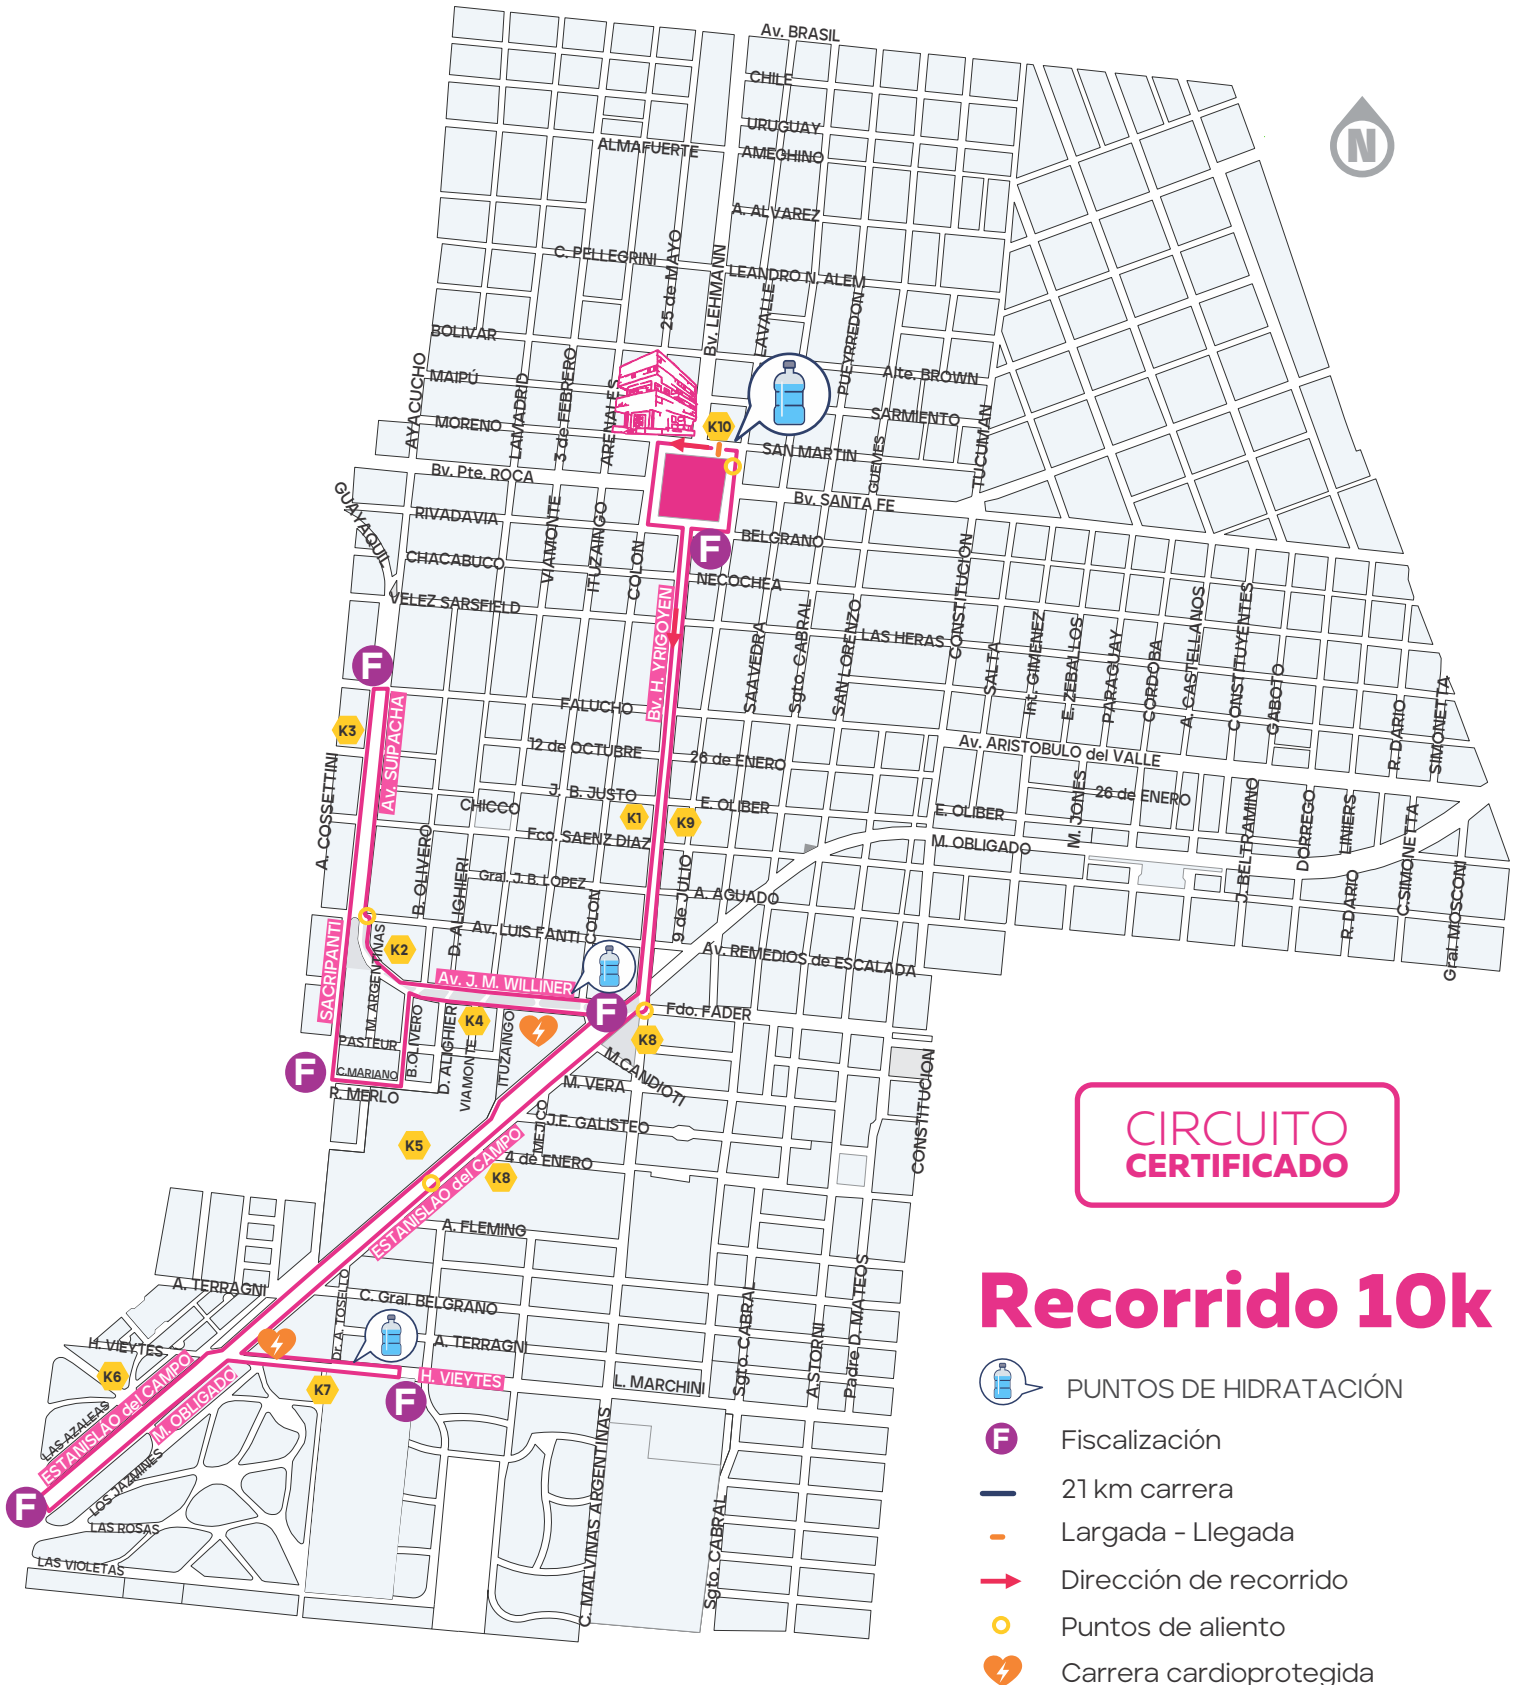 Av. BRASIL
CHILE
URUGUAY
ALMAFUERTE
AMEGHINO
N
A. ALVAREZ
C. PELLEGRINI
25 de MAYO
Bv. LEHMANN
LEANDRO N. ALEM
LAVALLE
PUEYRREDON
BOLIVAR
AYACUCHO
MAIPÚ
LAMADRID
3 de FEBRERO
ARENALES
Alte. BROWN
MORENO
K10
SARMIENTO
TUCUMAN
SAN MARTIN
GUEMES
Bv. Pte. ROCA
GUAYAQUIL
RIVADAVIA
VIAMONTE
ITUZAINGO
COLON
Bv. SANTA FE
F
BELGRANO
CHACABUCO
NECOCHEA
VELEZ SARSFIELD
Bv. H. YRIGOYEN
SAAVEDRA
Sgto. CABRAL
SAN LORENZO
LAS HERAS
CONSTITUCION
SALTA
Int. GIMENEZ
E. ZEBALLOS
PARAGUAY
CORDOBA
A. CASTELLANOS
CONSTITUYENTES
GABOTO
R. DARIO
SIMONETTA
F
K3
Av. SUIPACHA
FALUCHO
12 de OCTUBRE
26 de ENERO
Av. ARISTOBULO del VALLE
A. COSSETTINI
J. B. JUSTO
CHICCO
K1
K9
E. OLIBER
E. OLIBER
M. JONES
26 de ENERO
J. BELTRAMINO
DORREGO
LINIERS
C.SIMONETTA
Fco. SAENZ DIAZ
M. OBLIGADO
B. OLIVERO
D. ALIGHIERI
Gral. J. B. LOPEZ
COLON
9 de JULIO
A. AGUADO
R. DARIO
Gral. MOSCONI
SACRIPANTI
M. ARGENTINAS
K2
Av. LUIS FANTI
Av. REMEDIOS de ESCALADA
Av. J. M. WILLINER
F
Fdo. FADER
K4
K8
PASTEUR
B.OLIVERO
D. ALIGHIERI
VIAMONTE
ITUZAINGO
F
C.MARIANO
R. MERLO
M.CANDIOTI
M. VERA
CONSTITUCION
MEJICO
J.E. GALISTEO
K5
4 de ENERO
K8
ESTANISLAO del CAMPO
A. FLEMING
A. TERRAGNI
Dr. A. TOSELLO
C. Gral. BELGRANO
A. TERRAGNI
H. VIEYTES
Sgto. CABRAL
A.STORNI
Padre D. MATEOS
K6
ESTANISLAO del CAMPO
M. OBLIGADO
K7
H. VIEYTES
F
L. MARCHINI
LAS AZALEAS
LOS JAZMINES
F
LAS ROSAS
LAS VIOLETAS
C. MALVINAS ARGENTINAS
Sgto. CABRAL
CIRCUITO
CERTIFICADO
Recorrido 10k
PUNTOS DE HIDRATACIÓN
F Fiscalización
21 km carrera
Largada - Llegada
Dirección de recorrido
Puntos de aliento
Carrera cardioprotegida